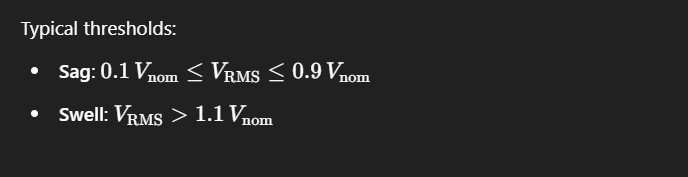 Typical thresholds:
• Sag: 0.1 V_nom ≤ V_RMS ≤ 0.9 V_nom
• Swell: V_RMS > 1.1 V_nom